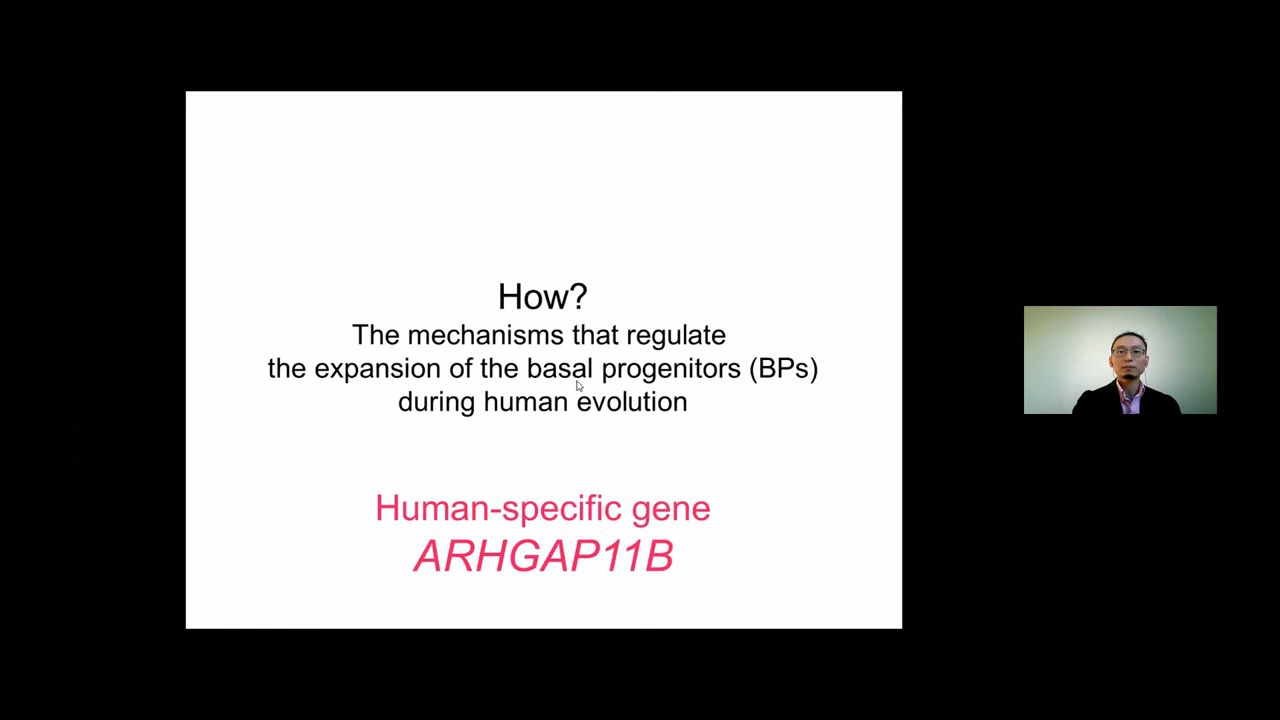 How?
The mechanisms that regulate
the expansion of the basal progenitors (BPs)
during human evolution
Human-specific gene
ARHGAP11B